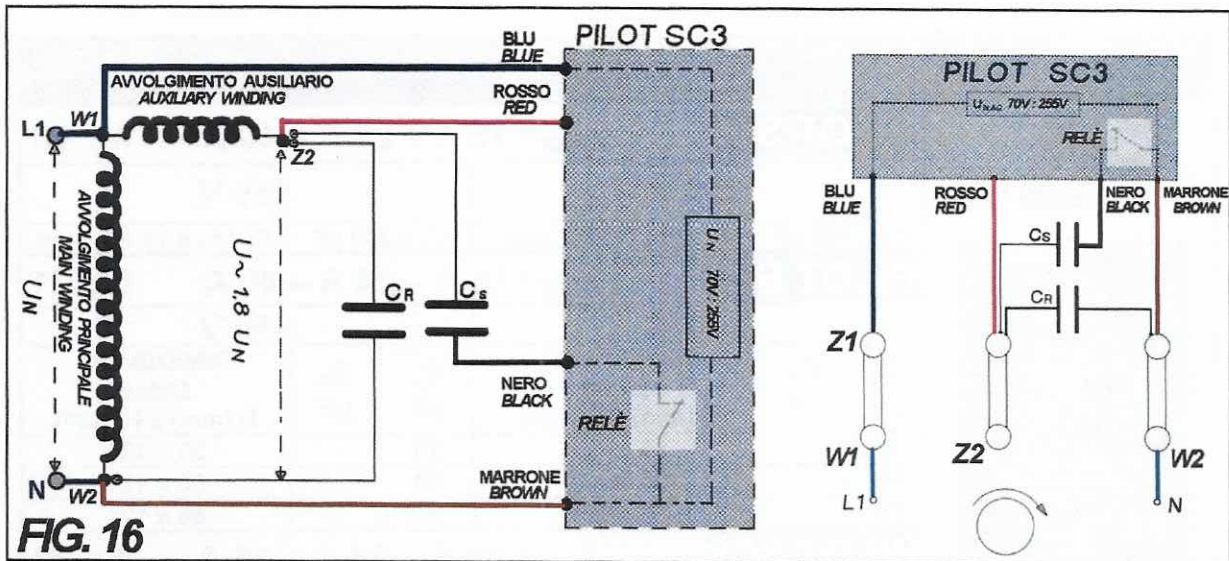 BLU
BLUE
PILOT SC3
AVVOLGIMENTO AUSILIARIO
AUXILIARY WINDING
ROSSO
RED
L1
W1
Z2
AVVOLGIMENTO PRINCIPALE
MAIN WINDING
UN
U~ 1,8 UN
CR
CS
UN 70V : 255V
NERO
BLACK
RELÈ
MARRONE
BROWN
N
W2
FIG. 16
PILOT SC3
70V : 255V
RELÈ
BLU
BLUE
ROSSO
RED
NERO
BLACK
MARRONE
BROWN
CS
CR
Z1
W1
Z2
W2
L1
N